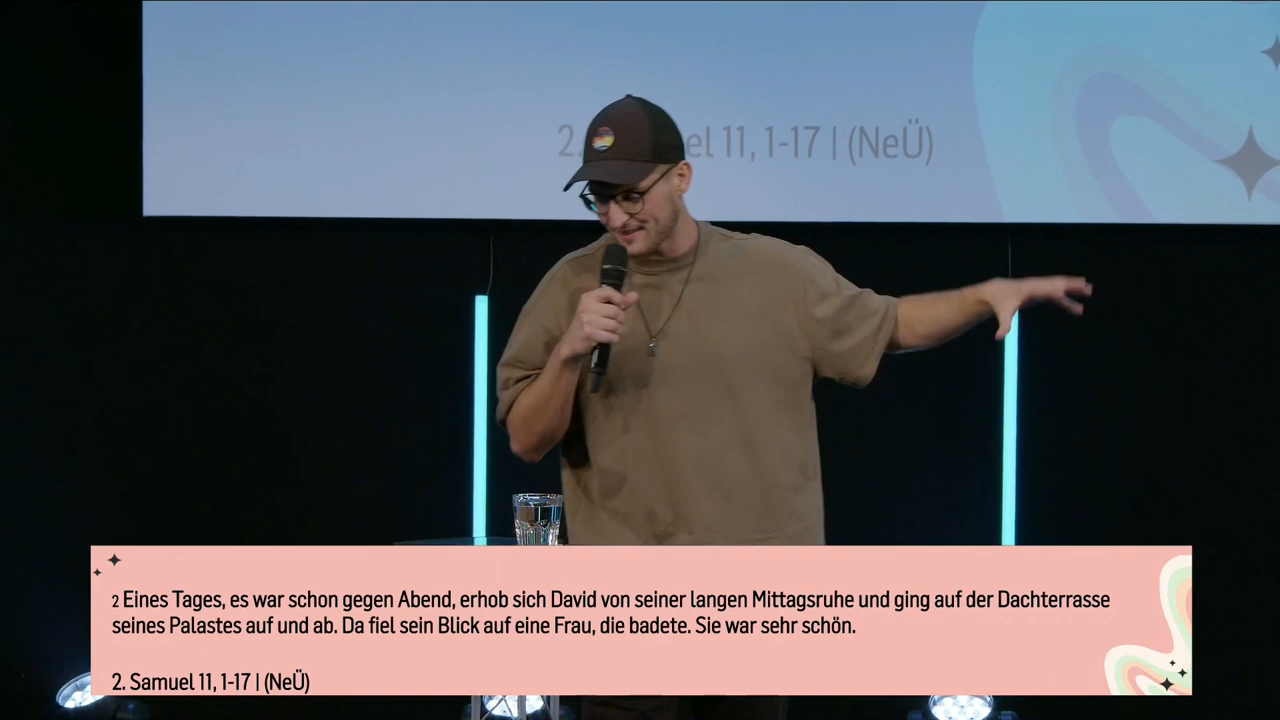 2. el 11, 1-17 | (NeÜ)
2 Eines Tages, es war schon gegen Abend, erhob sich David von seiner langen Mittagsruhe und ging auf der Dachterrasse
seines Palastes auf und ab. Da fiel sein Blick auf eine Frau, die badete. Sie war sehr schön.
2. Samuel 11, 1-17 | (NeÜ)